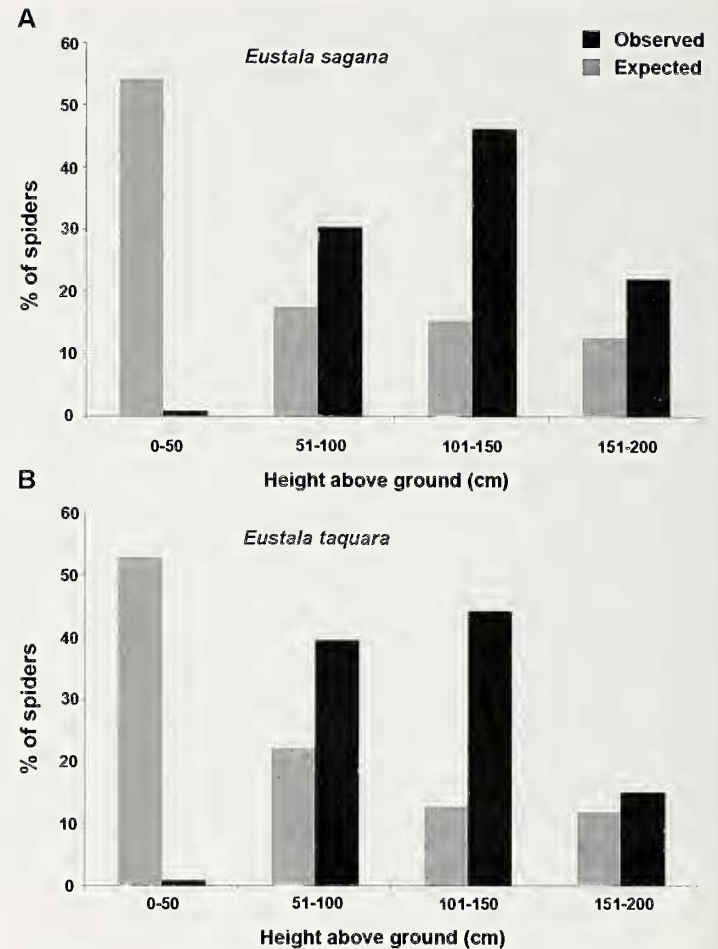 A
Eustala sagana
Observed
Expected
60
50
40
30
20
10
0
% of spiders
0-50 51-100 101-150 151-200
Height above ground (cm)
B
Eustala taquara
60
50
40
30
20
10
0
% of spiders
0-50 51-100 101-150 151-200
Height above ground (cm)